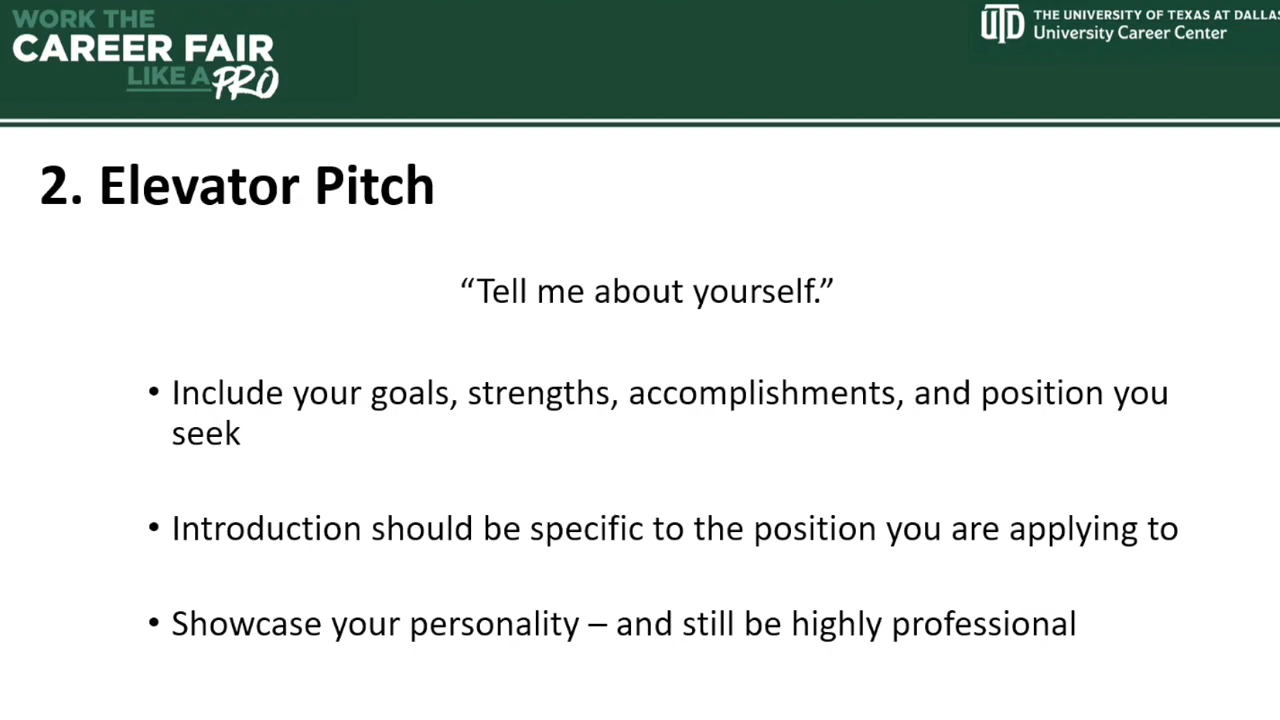 WORK THE
CAREER FAIR
LIKE A PRO
UTD
THE UNIVERSITY OF TEXAS AT DALLAS
University Career Center
2. Elevator Pitch
“Tell me about yourself.”
• Include your goals, strengths, accomplishments, and position you
seek
• Introduction should be specific to the position you are applying to
• Showcase your personality – and still be highly professional